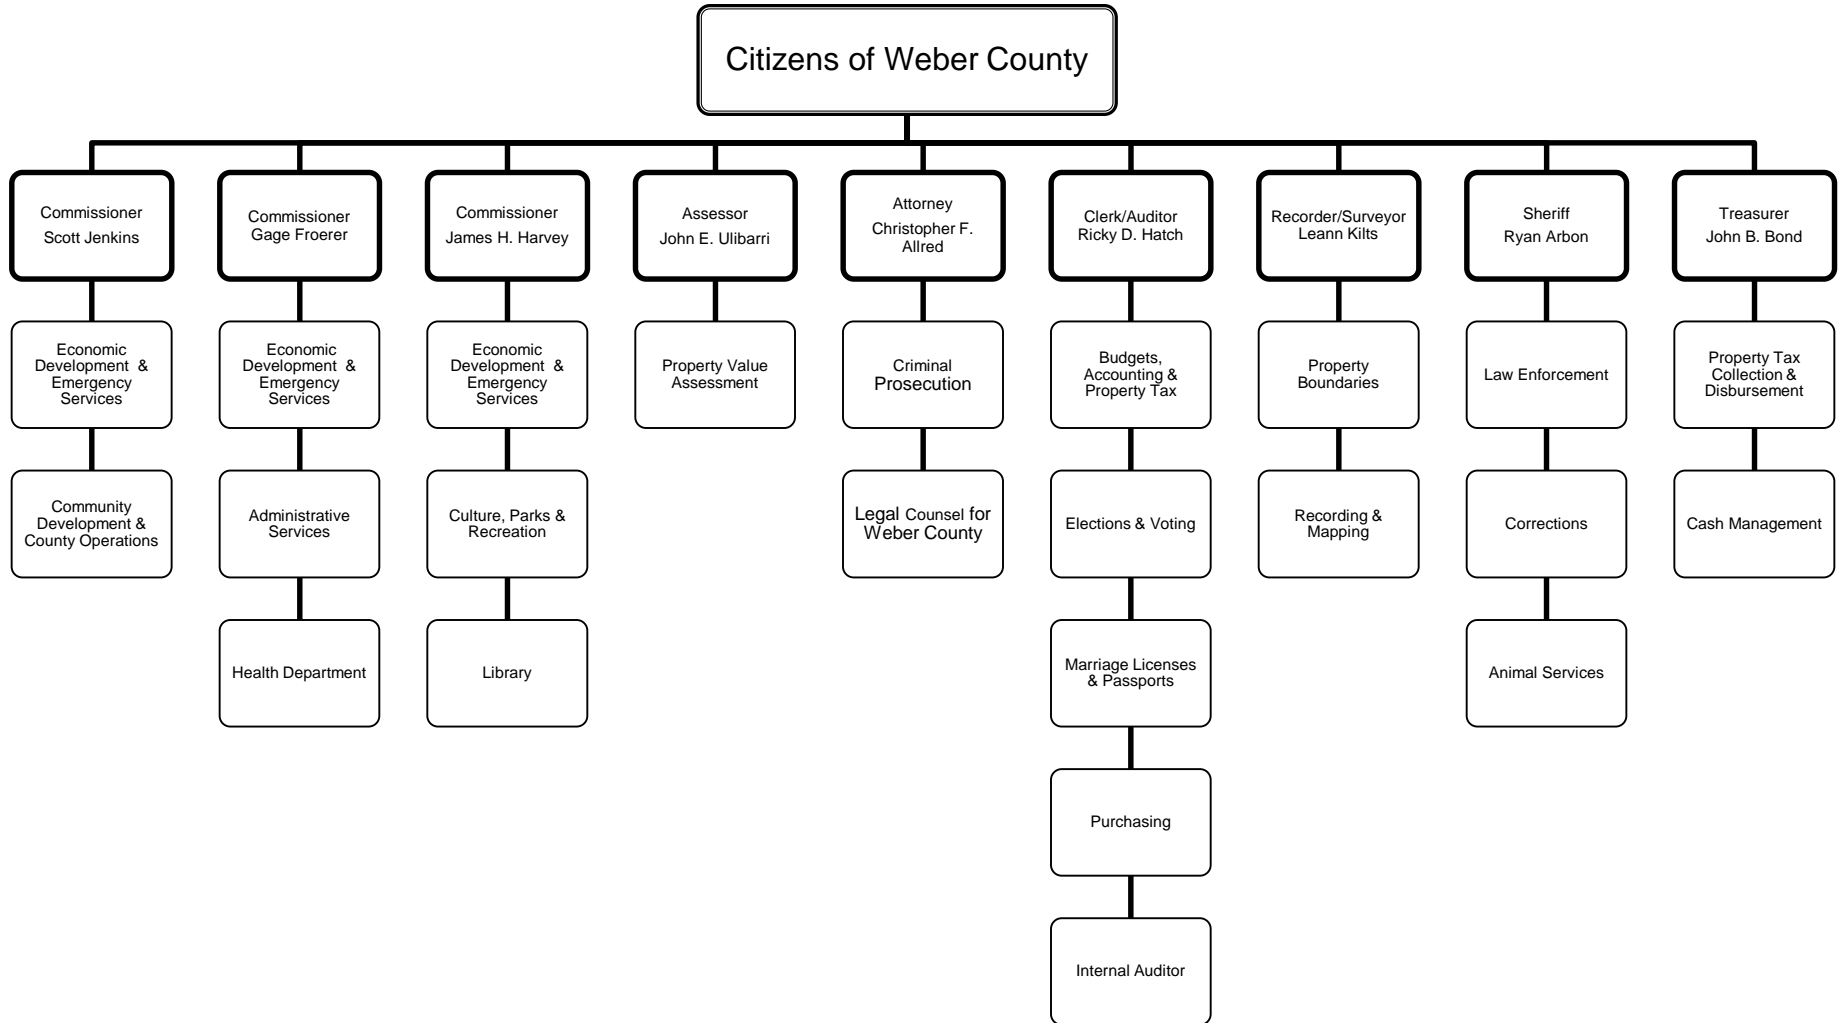 Citizens of Weber County
Commissioner
Scott Jenkins
Economic
Development &
Emergency
Services
Community
Development &
County Operations
Commissioner
Gage Froerer
Economic
Development &
Emergency
Services
Administrative
Services
Health Department
Commissioner
James H. Harvey
Economic
Development &
Emergency
Services
Culture, Parks &
Recreation
Library
Assessor
John E. Ulibarri
Property Value
Assessment
Attorney
Christopher F.
Allred
Criminal
Prosecution
Legal Counsel for
Weber County
Clerk/Auditor
Ricky D. Hatch
Budgets,
Accounting &
Property Tax
Elections & Voting
Marriage Licenses
& Passports
Purchasing
Internal Auditor
Recorder/Surveyor
Leann Kilts
Property
Boundaries
Recording &
Mapping
Sheriff
Ryan Arbon
Law Enforcement
Corrections
Animal Services
Treasurer
John B. Bond
Property Tax
Collection &
Disbursement
Cash Management